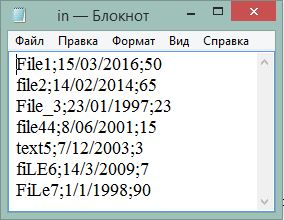 in — Блокнот
Файл Правка Формат Вид Справка
File1;15/03/2016;50
file2;14/02/2014;65
File_3;23/01/1997;23
file44;8/06/2001;15
text5;7/12/2003;3
fiLE6;14/3/2009;7
FiLe7;1/1/1998;90